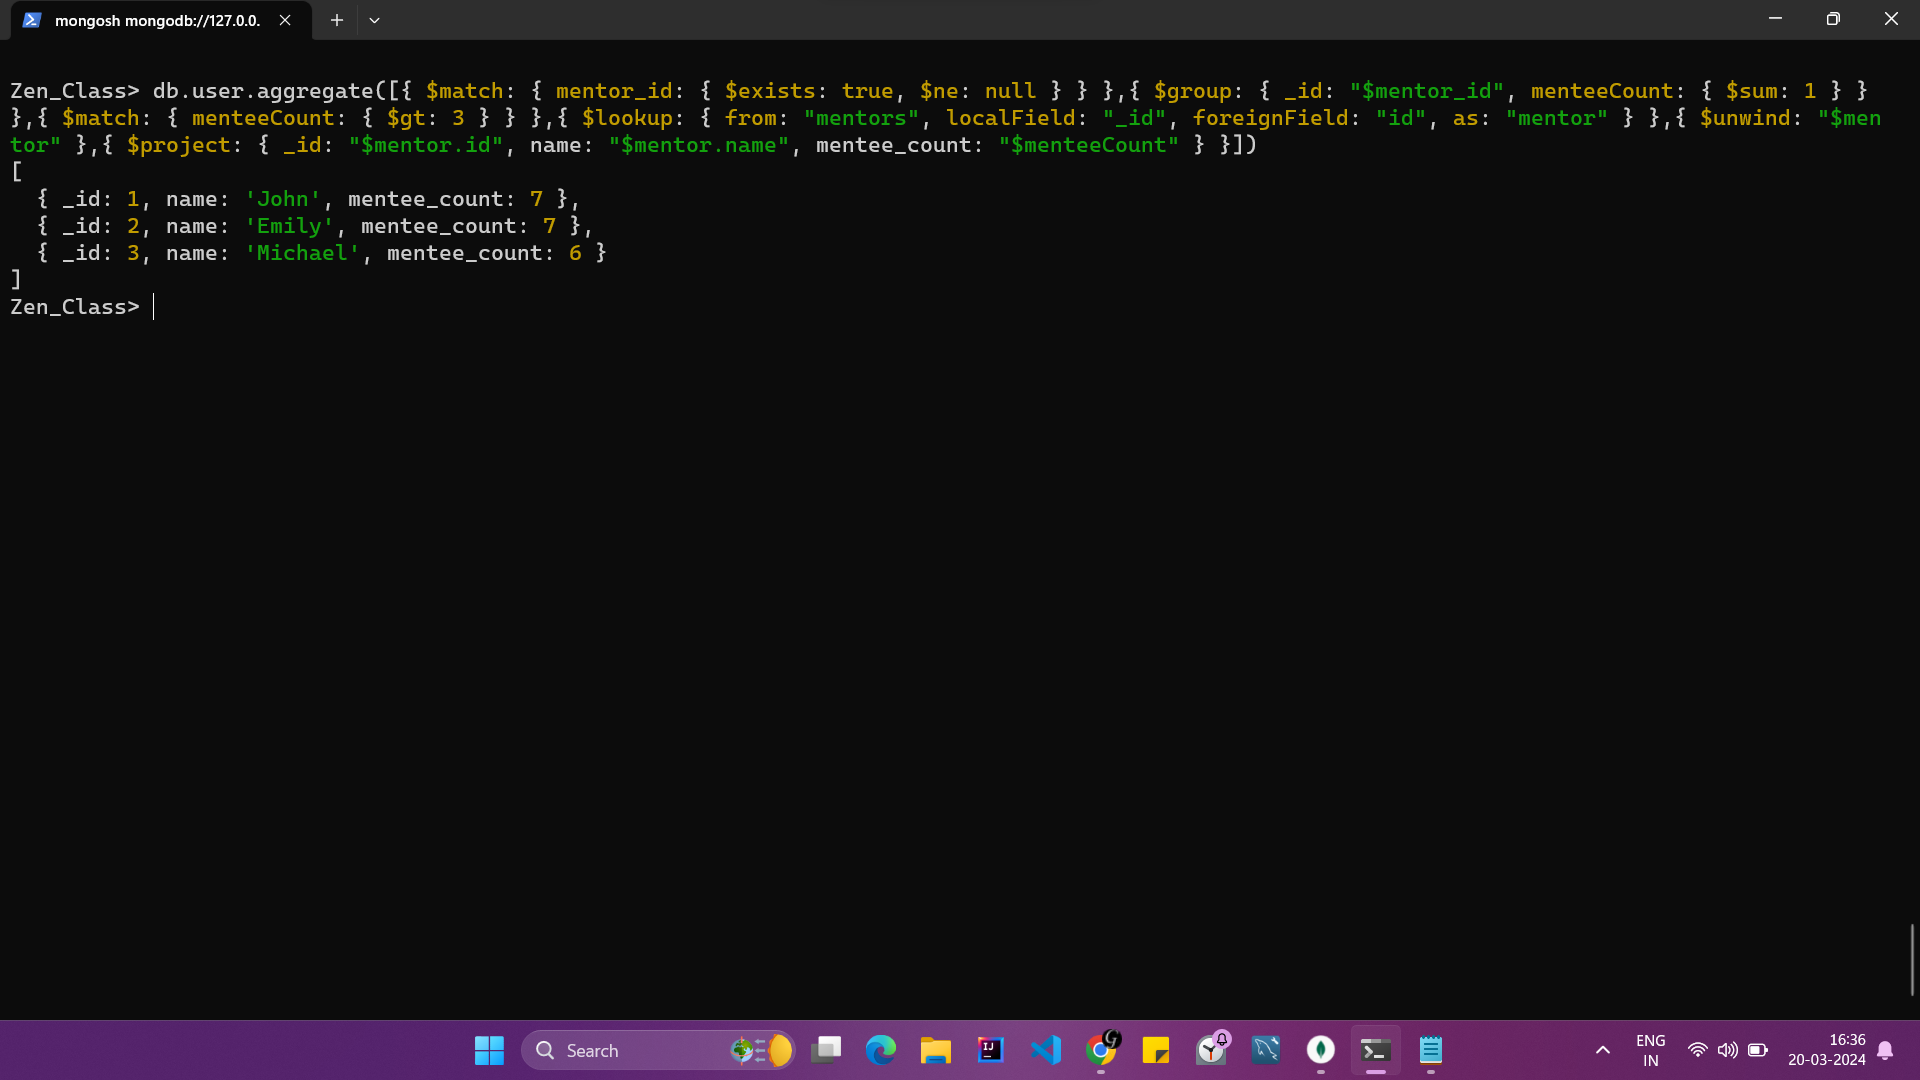 mongosh mongodb://127.0.0.
Zen_Class> db.user.aggregate([{ $match: { mentor_id: { $exists: true, $ne: null } } },{ $group: { _id: "$mentor_id", menteeCount: { $sum: 1 } }
},{ $match: { menteeCount: { $gt: 3 } } },{ $lookup: { from: "mentors", localField: "_id", foreignField: "id", as: "mentor" } },{ $unwind: "$men
tor" },{ $project: { _id: "$mentor.id", name: "$mentor.name", mentee_count: "$menteeCount" } }])
[
  { _id: 1, name: 'John', mentee_count: 7 },
  { _id: 2, name: 'Emily', mentee_count: 7 },
  { _id: 3, name: 'Michael', mentee_count: 6 }
]
Zen_Class>
Search
IJ
G
ENG
IN
16:36
20-03-2024